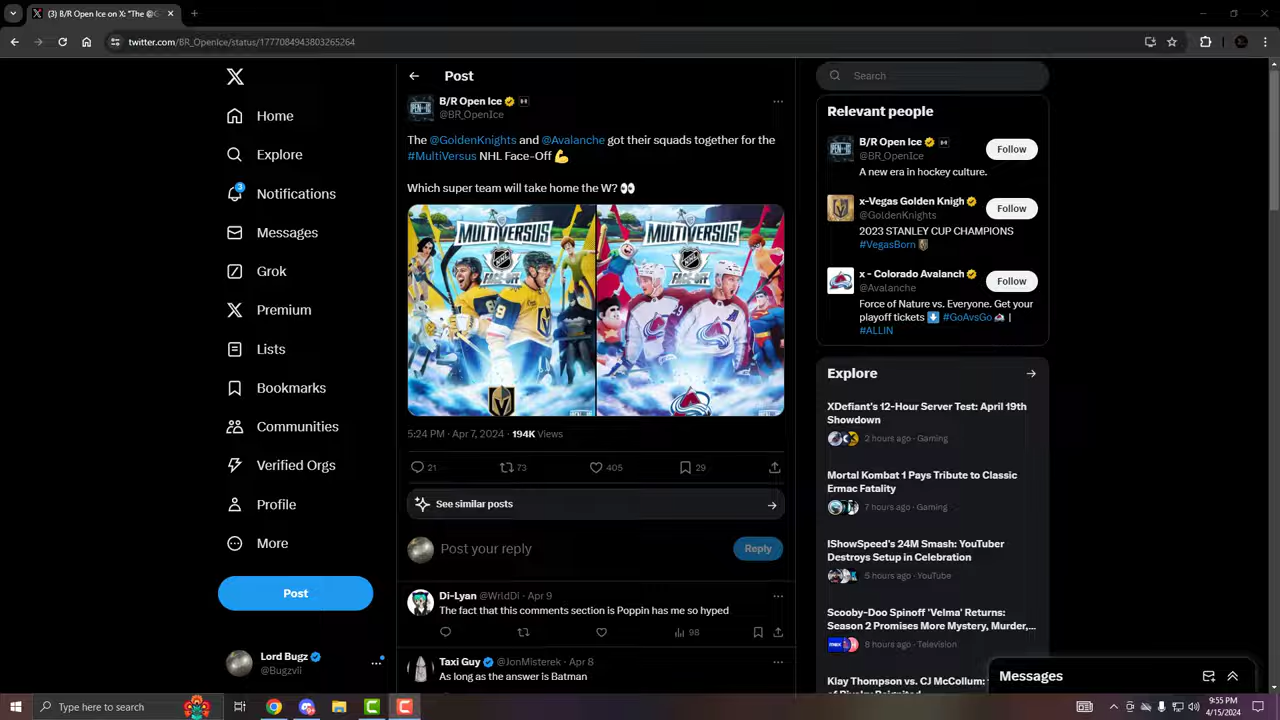 (3) B/R Open Ice on X: "The @G
twitter.com/BR_OpenIce/status/1777084943803265264
Post
Search
B/R Open Ice
@BR_OpenIce
The @GoldenKnights and @Avalanche got their squads together for the
#MultiVersus NHL Face-Off 💪
Which super team will take home the W? 👀
MULTIVERSUS
NHL
FACE-OFF
MULTIVERSUS
NHL
FACE-OFF
5:24 PM · Apr 7, 2024 · 194K Views
21
73
405
29
See similar posts
Post your reply
Reply
Di-Lyan @WrldDi · Apr 9
The fact that this comments section is Poppin has me so hyped
98
Taxi Guy @JonMisterek · Apr 8
As long as the answer is Batman
Home
Explore
3
Notifications
Messages
Grok
Premium
Lists
Bookmarks
Communities
Verified Orgs
Profile
More
Post
Lord Bugz
@Bugzvii
Relevant people
B/R Open Ice
@BR_OpenIce
Follow
A new era in hockey culture.
x-Vegas Golden Knigh
@GoldenKnights
Follow
2023 STANLEY CUP CHAMPIONS
#VegasBorn
x - Colorado Avalanch
@Avalanche
Follow
Force of Nature vs. Everyone. Get your
playoff tickets ⬇️ #GoAvsGo |
#ALLIN
Explore
XDefiant's 12-Hour Server Test: April 19th
Showdown
2 hours ago · Gaming
Mortal Kombat 1 Pays Tribute to Classic
Ermac Fatality
7 hours ago · Gaming
IShowSpeed's 24M Smash: YouTuber
Destroys Setup in Celebration
5 hours ago · YouTube
Scooby-Doo Spinoff 'Velma' Returns:
Season 2 Promises More Mystery, Murder,...
max
8 hours ago · Television
Klay Thompson vs. CJ McCollum:
Messages
Type here to search
9:55 PM
4/15/2024